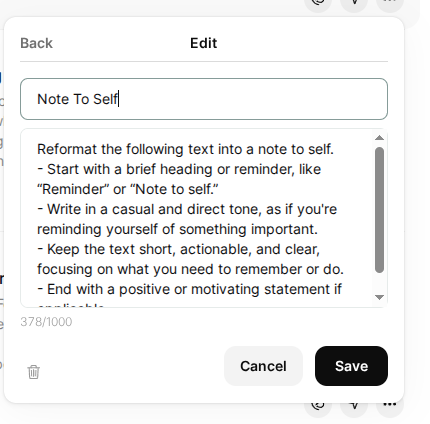 Back
Edit
Note To Self
Reformat the following text into a note to self.
- Start with a brief heading or reminder, like
“Reminder” or “Note to self.”
- Write in a casual and direct tone, as if you're
reminding yourself of something important.
- Keep the text short, actionable, and clear,
focusing on what you need to remember or do.
- End with a positive or motivating statement if
378/1000
Cancel
Save